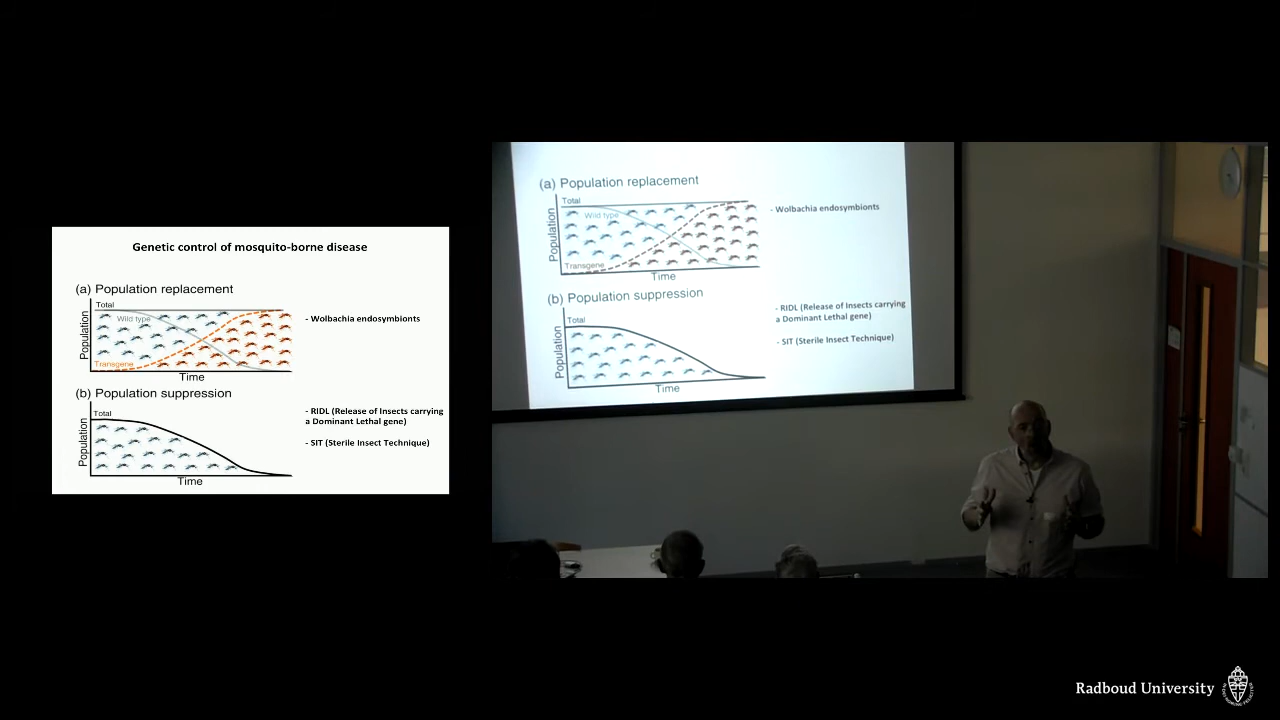 Genetic control of mosquito-borne disease
(a) Population replacement
Total
Wild type
Population
Transgene
Time
- Wolbachia endosymbionts
(b) Population suppression
Total
Population
Time
- RIDL (Release of Insects carrying
a Dominant Lethal gene)
- SIT (Sterile Insect Technique)
(a) Population replacement
Total
Wild type
Population
Transgene
Time
- Wolbachia endosymbionts
(b) Population suppression
Total
Population
Time
- RIDL (Release of Insects carrying
a Dominant Lethal gene)
- SIT (Sterile Insect Technique)
Radboud University